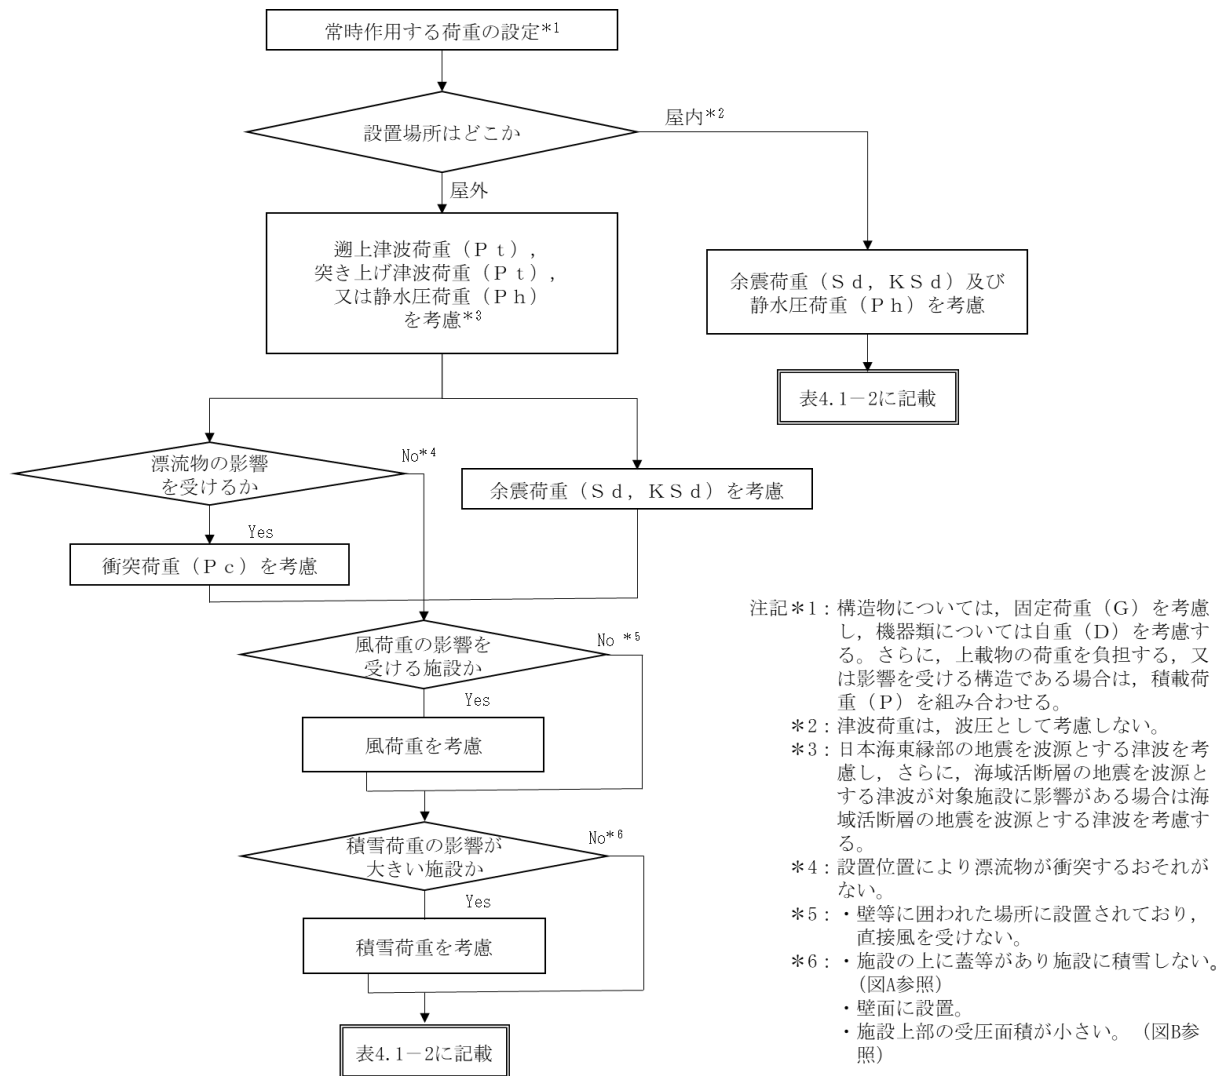 常時作用する荷重の設定*1
設置場所はどこか
屋内*2
屋外
遡上津波荷重（Ｐｔ），
突き上げ津波荷重（Ｐｔ），
又は静水圧荷重（Ｐｈ）
を考慮*3
余震荷重（Ｓｄ，ＫＳｄ）及び
静水圧荷重（Ｐｈ）を考慮
表4.1－2に記載
漂流物の影響
を受けるか
No*4
Yes
余震荷重（Ｓｄ，ＫＳｄ）を考慮
衝突荷重（Ｐｃ）を考慮
風荷重の影響を
受ける施設か
No *5
Yes
風荷重を考慮
積雪荷重の影響が
大きい施設か
No*6
Yes
積雪荷重を考慮
表4.1－2に記載
注記＊1：構造物については，固定荷重（Ｇ）を考慮
し，機器類については自重（Ｄ）を考慮す
る。さらに，上載物の荷重を負担する，又
は影響を受ける構造である場合は，積載荷
重（Ｐ）を組み合わせる。
＊2：津波荷重は，波圧として考慮しない。
＊3：日本海東縁部の地震を波源とする津波を考
慮し，さらに，海域活断層の地震を波源と
する津波が対象施設に影響がある場合は海
域活断層の地震を波源とする津波を考慮す
る。
＊4：設置位置により漂流物が衝突するおそれが
ない。
＊5：・壁等に囲われた場所に設置されており，
直接風を受けない。
＊6：・施設の上に蓋等があり施設に積雪しない。
（図A参照）
・壁面に設置。
・施設上部の受圧面積が小さい。（図B参
照）